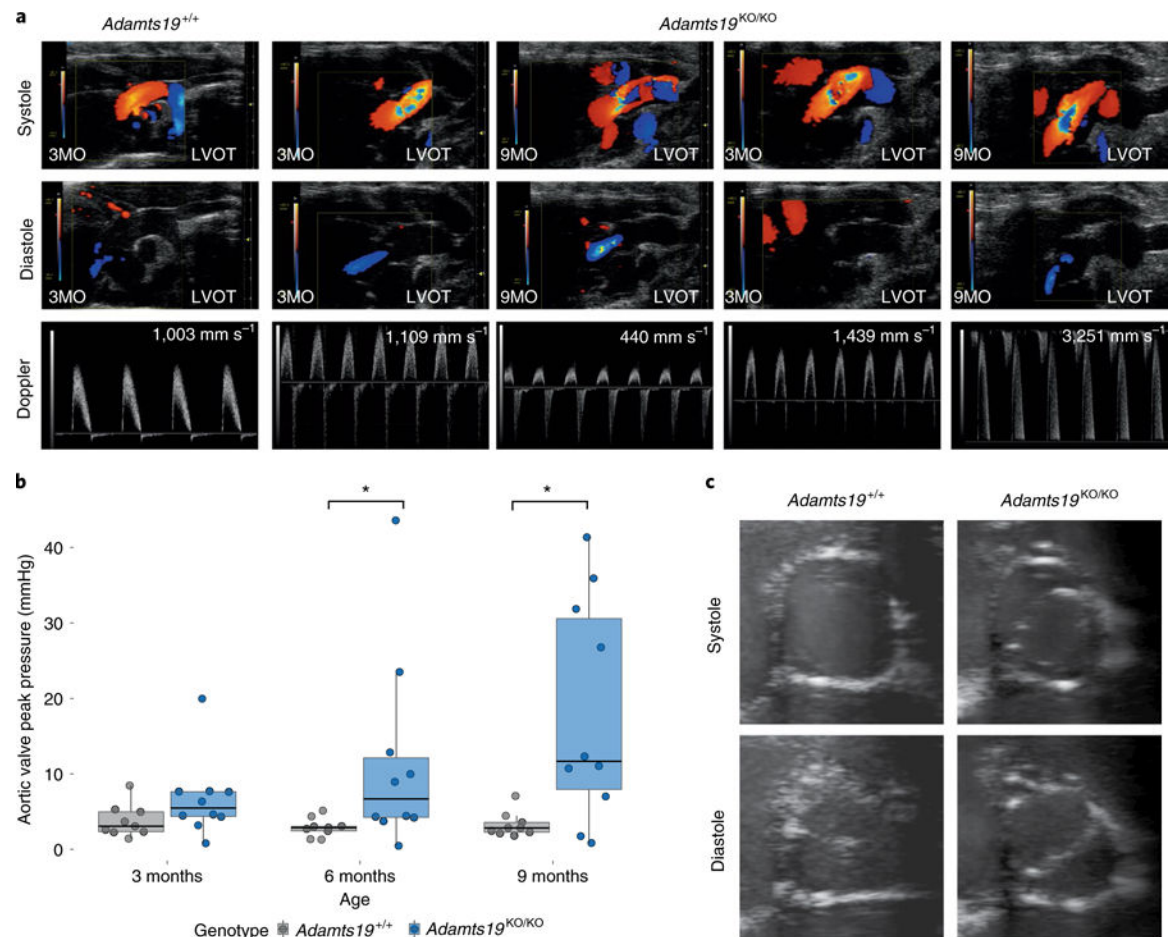 a
Adamts19+/+
Adamts19KO/KO
Systole
3MO LVOT
3MO LVOT
9MO LVOT
3MO LVOT
9MO LVOT
Diastole
3MO LVOT
3MO LVOT
9MO LVOT
3MO LVOT
9MO LVOT
Doppler
1,003 mm s−1
1,109 mm s−1
440 mm s−1
1,439 mm s−1
3,251 mm s−1
b
Aortic valve peak pressure (mmHg)
40
30
20
10
0
*
*
3 months
6 months
9 months
Age
Genotype Adamts19+/+ Adamts19KO/KO
c
Adamts19+/+
Adamts19KO/KO
Systole
Diastole